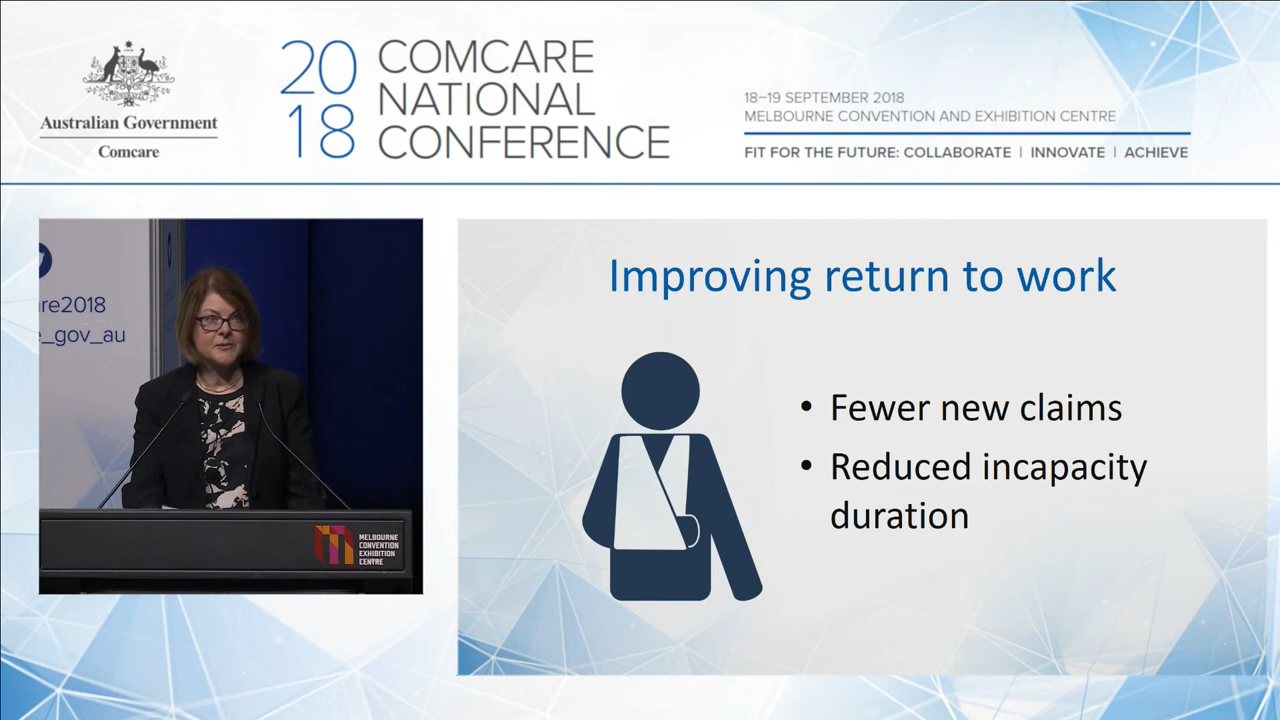 Australian Government
Comcare
20
18
COMCARE
NATIONAL
CONFERENCE
18–19 SEPTEMBER 2018
MELBOURNE CONVENTION AND EXHIBITION CENTRE
FIT FOR THE FUTURE: COLLABORATE | INNOVATE | ACHIEVE
re2018
_gov_au
MELBOURNE
CONVENTION
EXHIBITION
CENTRE
Improving return to work
• Fewer new claims
• Reduced incapacity
duration